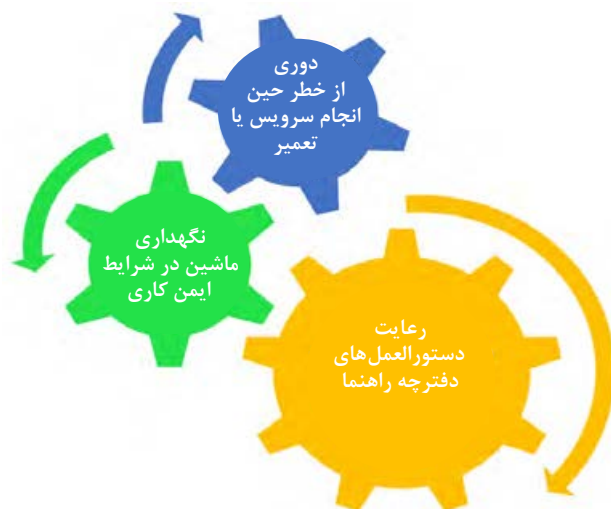 دوری
از خطر حین
انجام سرویس یا
تعمیر
نگهداری
ماشین در شرایط
ایمن کاری
رعایت
دستورالعمل‌های
دفترچه راهنما